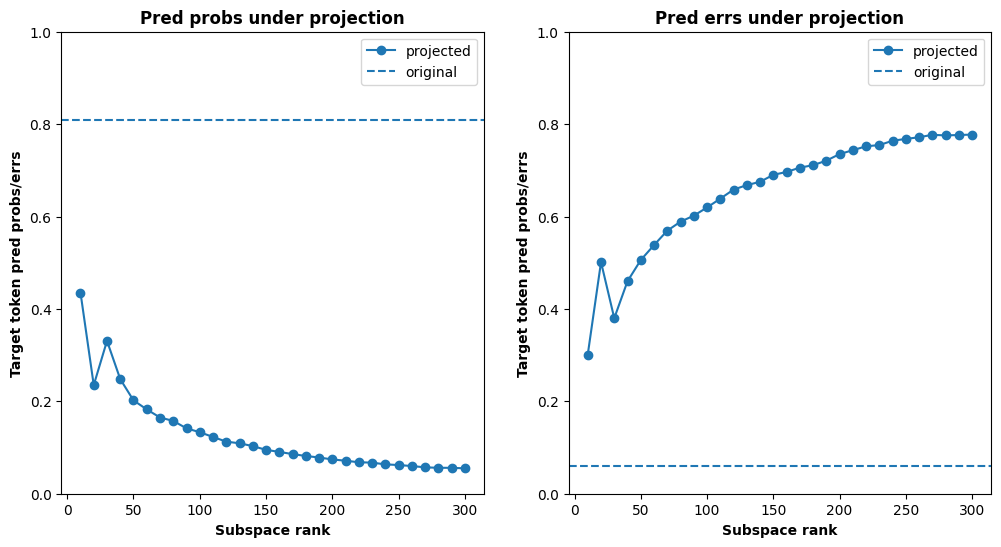 Pred probs under projection
Target token pred probs/errs
1.0
0.8
0.6
0.4
0.2
0.0
projected
original
0 50 100 150 200 250 300
Subspace rank
Pred errs under projection
Target token pred probs/errs
1.0
0.8
0.6
0.4
0.2
0.0
projected
original
0 50 100 150 200 250 300
Subspace rank